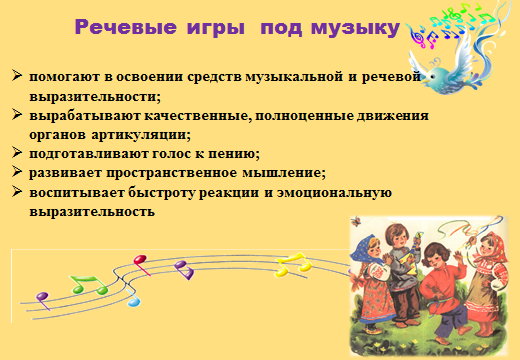 Речевые игры под музыку
помогают в освоении средств музыкальной и речевой
выразительности;
вырабатывают качественные, полноценные движения
органов артикуляции;
подготавливают голос к пению;
развивает пространственное мышление;
воспитывает быстроту реакции и эмоциональную
выразительность